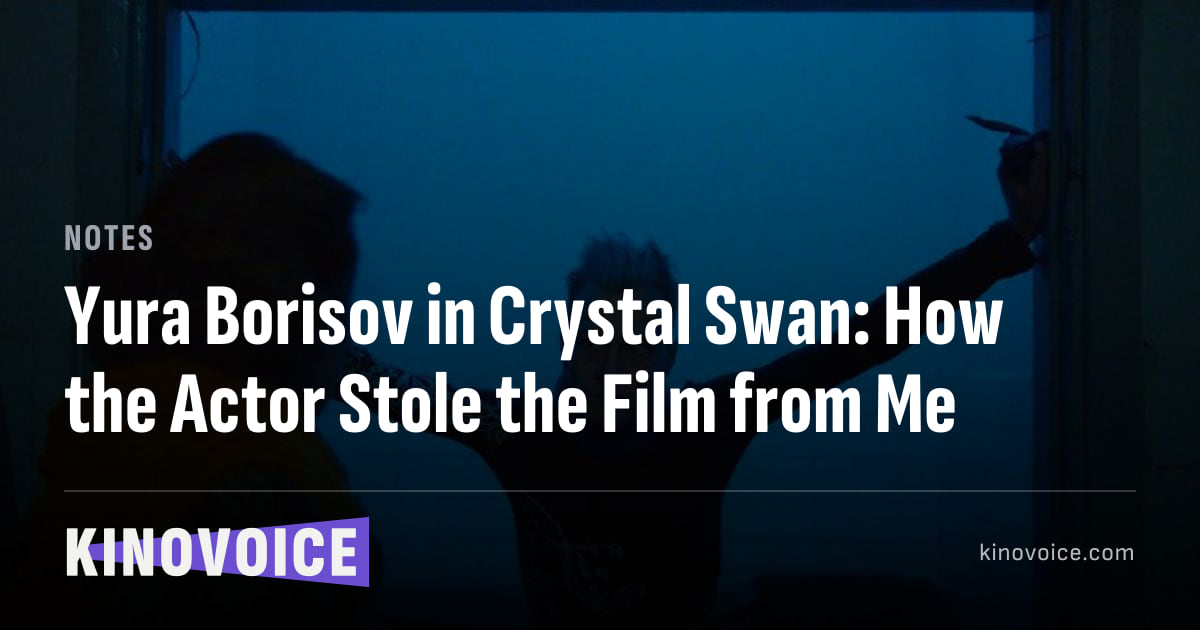 NOTES
Yura Borisov in Crystal Swan: How
the Actor Stole the Film from Me
KINOVOICE
kinovoice.com